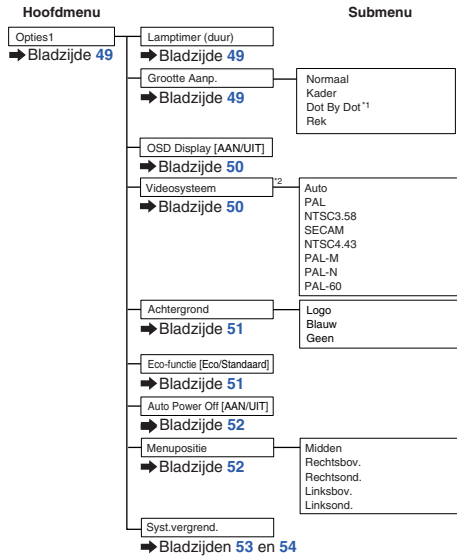 Hoofdmenu
Submenu
Opties1
➡Bladzijde 49
Lamptimer (duur)
➡Bladzijde 49
Grootte Aanp.
➡Bladzijde 49
Normaal
Kader
Dot By Dot*1
Rek
OSD Display [AAN/UIT]
➡Bladzijde 50
Videosysteem *2
➡Bladzijde 50
Auto
PAL
NTSC3.58
SECAM
NTSC4.43
PAL-M
PAL-N
PAL-60
Achtergrond
➡Bladzijde 51
Logo
Blauw
Geen
Eco-functie [Eco/Standaard]
➡Bladzijde 51
Auto Power Off [AAN/UIT]
➡Bladzijde 52
Menupositie
➡Bladzijde 52
Midden
Rechtsbov.
Rechtsond.
Linksbov.
Linksond.
Syst.vergrend.
➡Bladzijden 53 en 54